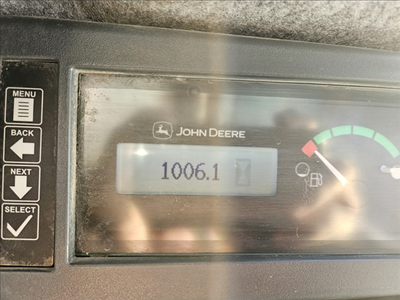 MENU
BACK
NEXT
SELECT
JOHN DEERE
1006.1